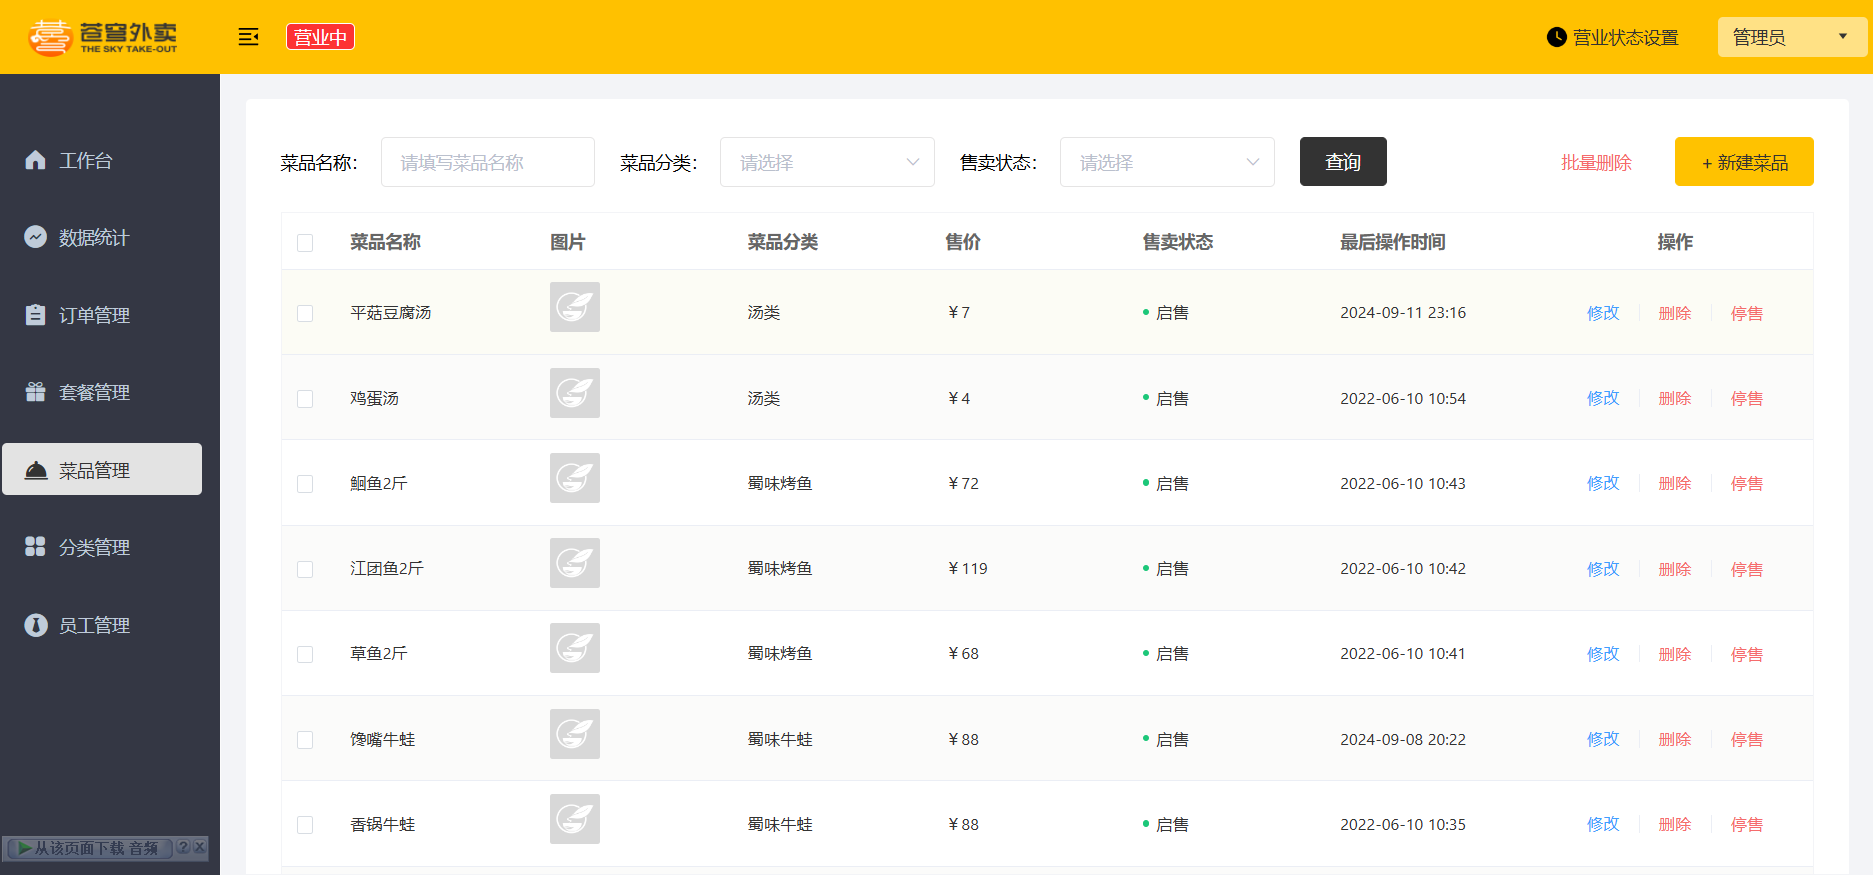 苍穹外卖
THE SKY TAKE-OUT
营业中
营业状态设置
管理员
工作台
数据统计
订单管理
套餐管理
菜品管理
分类管理
员工管理
从该页面下载 音频 ? X
菜品名称： 请填写菜品名称 菜品分类： 请选择 售卖状态： 请选择 查询 批量删除 + 新建菜品
菜品名称 图片 菜品分类 售价 售卖状态 最后操作时间 操作
平菇豆腐汤 汤类 ￥7 启售 2024-09-11 23:16 修改 删除 停售
鸡蛋汤 汤类 ￥4 启售 2022-06-10 10:54 修改 删除 停售
鮰鱼2斤 蜀味烤鱼 ￥72 启售 2022-06-10 10:43 修改 删除 停售
江团鱼2斤 蜀味烤鱼 ￥119 启售 2022-06-10 10:42 修改 删除 停售
草鱼2斤 蜀味烤鱼 ￥68 启售 2022-06-10 10:41 修改 删除 停售
馋嘴牛蛙 蜀味牛蛙 ￥88 启售 2024-09-08 20:22 修改 删除 停售
香锅牛蛙 蜀味牛蛙 ￥88 启售 2022-06-10 10:35 修改 删除 停售